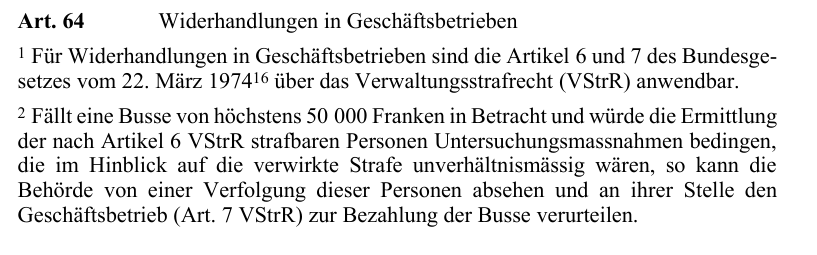 Art. 64 Widerhandlungen in Geschäftsbetrieben
1 Für Widerhandlungen in Geschäftsbetrieben sind die Artikel 6 und 7 des Bundesge-
setzes vom 22. März 197416 über das Verwaltungsstrafrecht (VStrR) anwendbar.
2 Fällt eine Busse von höchstens 50 000 Franken in Betracht und würde die Ermittlung
der nach Artikel 6 VStrR strafbaren Personen Untersuchungsmassnahmen bedingen,
die im Hinblick auf die verwirkte Strafe unverhältnismässig wären, so kann die
Behörde von einer Verfolgung dieser Personen absehen und an ihrer Stelle den
Geschäftsbetrieb (Art. 7 VStrR) zur Bezahlung der Busse verurteilen.